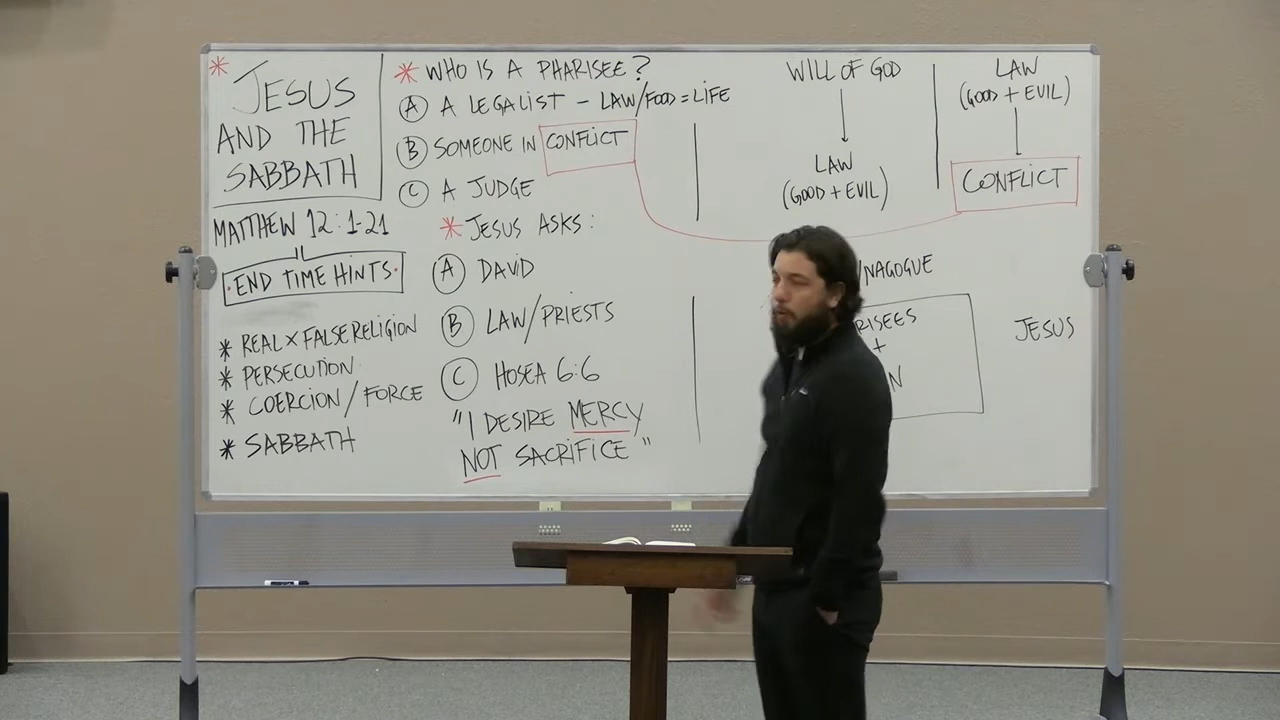 * JESUS
AND THE
SABBATH
MATTHEW 12:1-21
·END TIME HINTS·
* REAL X FALSE RELIGION
* PERSECUTION
* COERCION/FORCE
* SABBATH
* WHO IS A PHARISEE?
(A) A LEGALIST - LAW/FOOD=LIFE
(B) SOMEONE IN CONFLICT
(C) A JUDGE
* JESUS ASKS:
(A) DAVID
(B) LAW/PRIESTS
(C) HOSEA 6:6
"I DESIRE MERCY
NOT SACRIFICE"
WILL OF GOD
LAW
(GOOD + EVIL)
LAW
(GOOD + EVIL)
CONFLICT
+
JESUS